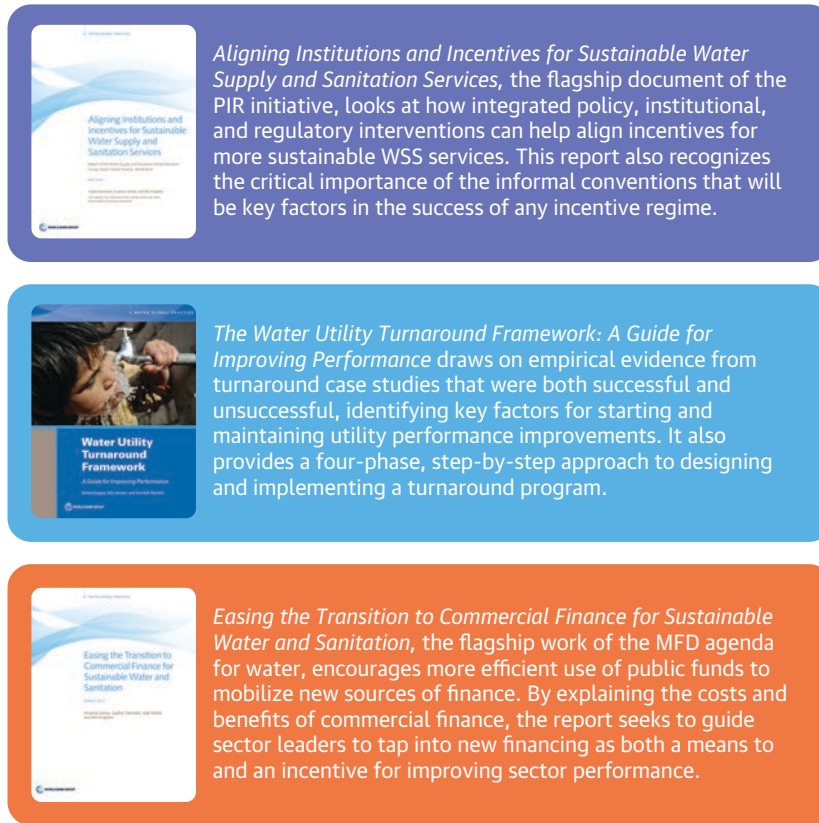 Aligning Institutions and
Incentives for Sustainable
Water Supply and
Sanitation Services
Aligning Institutions and Incentives for Sustainable Water
Supply and Sanitation Services, the flagship document of the
PIR initiative, looks at how integrated policy, institutional,
and regulatory interventions can help align incentives for
more sustainable WSS services. This report also recognizes
the critical importance of the informal conventions that will
be key factors in the success of any incentive regime.
A WATER GLOBAL PRACTICE
Water Utility
Turnaround
Framework
A Guide for Improving Performance
The Water Utility Turnaround Framework: A Guide for
Improving Performance draws on empirical evidence from
turnaround case studies that were both successful and
unsuccessful, identifying key factors for starting and
maintaining utility performance improvements. It also
provides a four-phase, step-by-step approach to designing
and implementing a turnaround program.
Easing the Transition to
Commercial Finance for
Sustainable Water and
Sanitation
Easing the Transition to Commercial Finance for Sustainable
Water and Sanitation, the flagship work of the MFD agenda
for water, encourages more efficient use of public funds to
mobilize new sources of finance. By explaining the costs and
benefits of commercial finance, the report seeks to guide
sector leaders to tap into new financing as both a means to
and an incentive for improving sector performance.